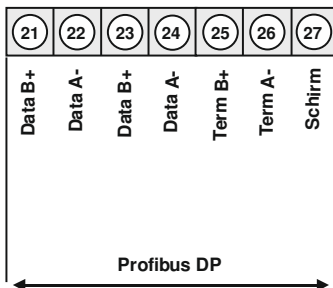 21 22 23 24 25 26 27
Data B+
Data A-
Data B+
Data A-
Term B+
Term A-
Schirm
Profibus DP